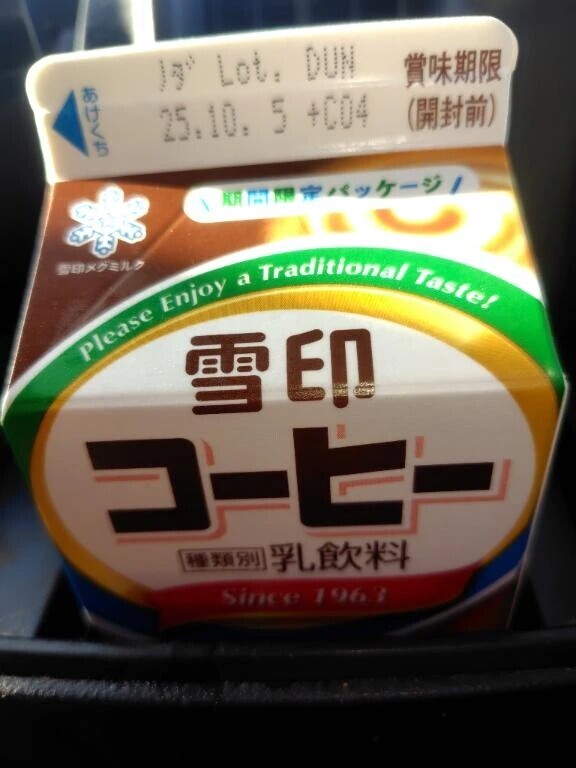 Lot. DUN
25.10. 5 +C04
賞味期限
(開封前)
あけくち
期間限定パッケージ
雪印メグミルク
Please Enjoy a Traditional Taste!
雪印
コーヒー
種類別 乳飲料
Since 1963